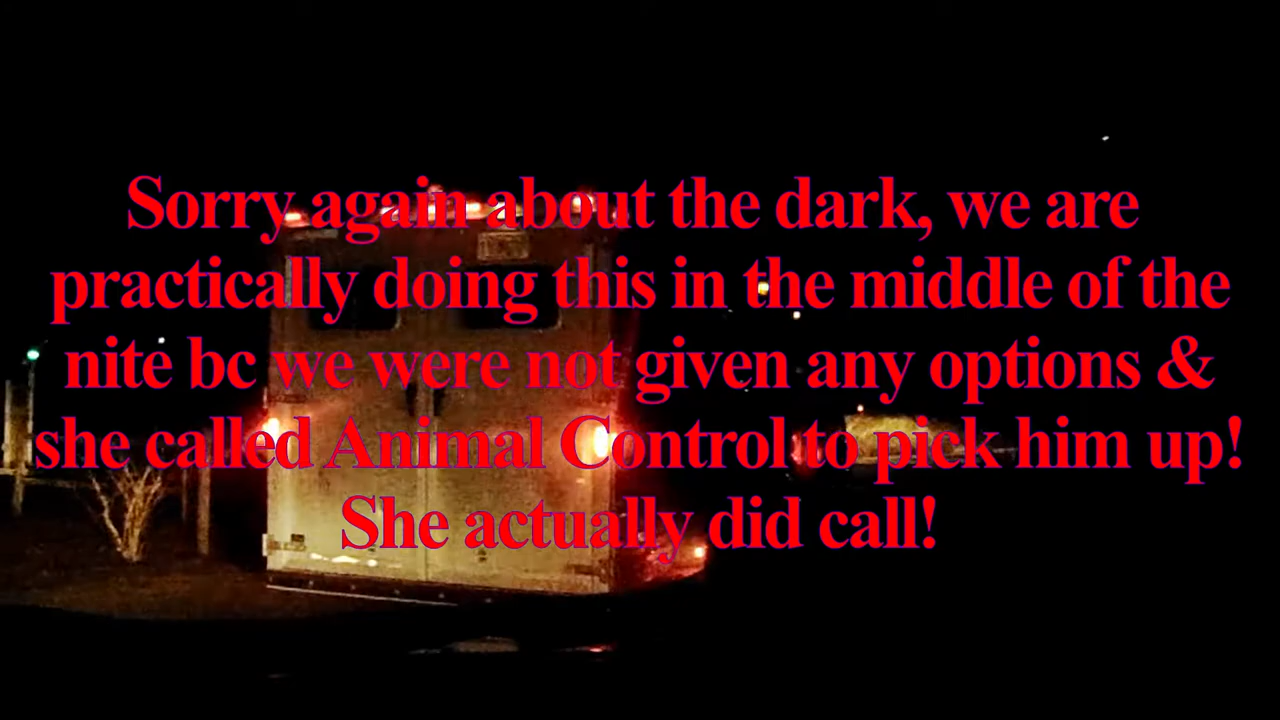 Sorry again about the dark, we are
practically doing this in the middle of the
nite bc we were not given any options &
she called Animal Control to pick him up!
She actually did call!